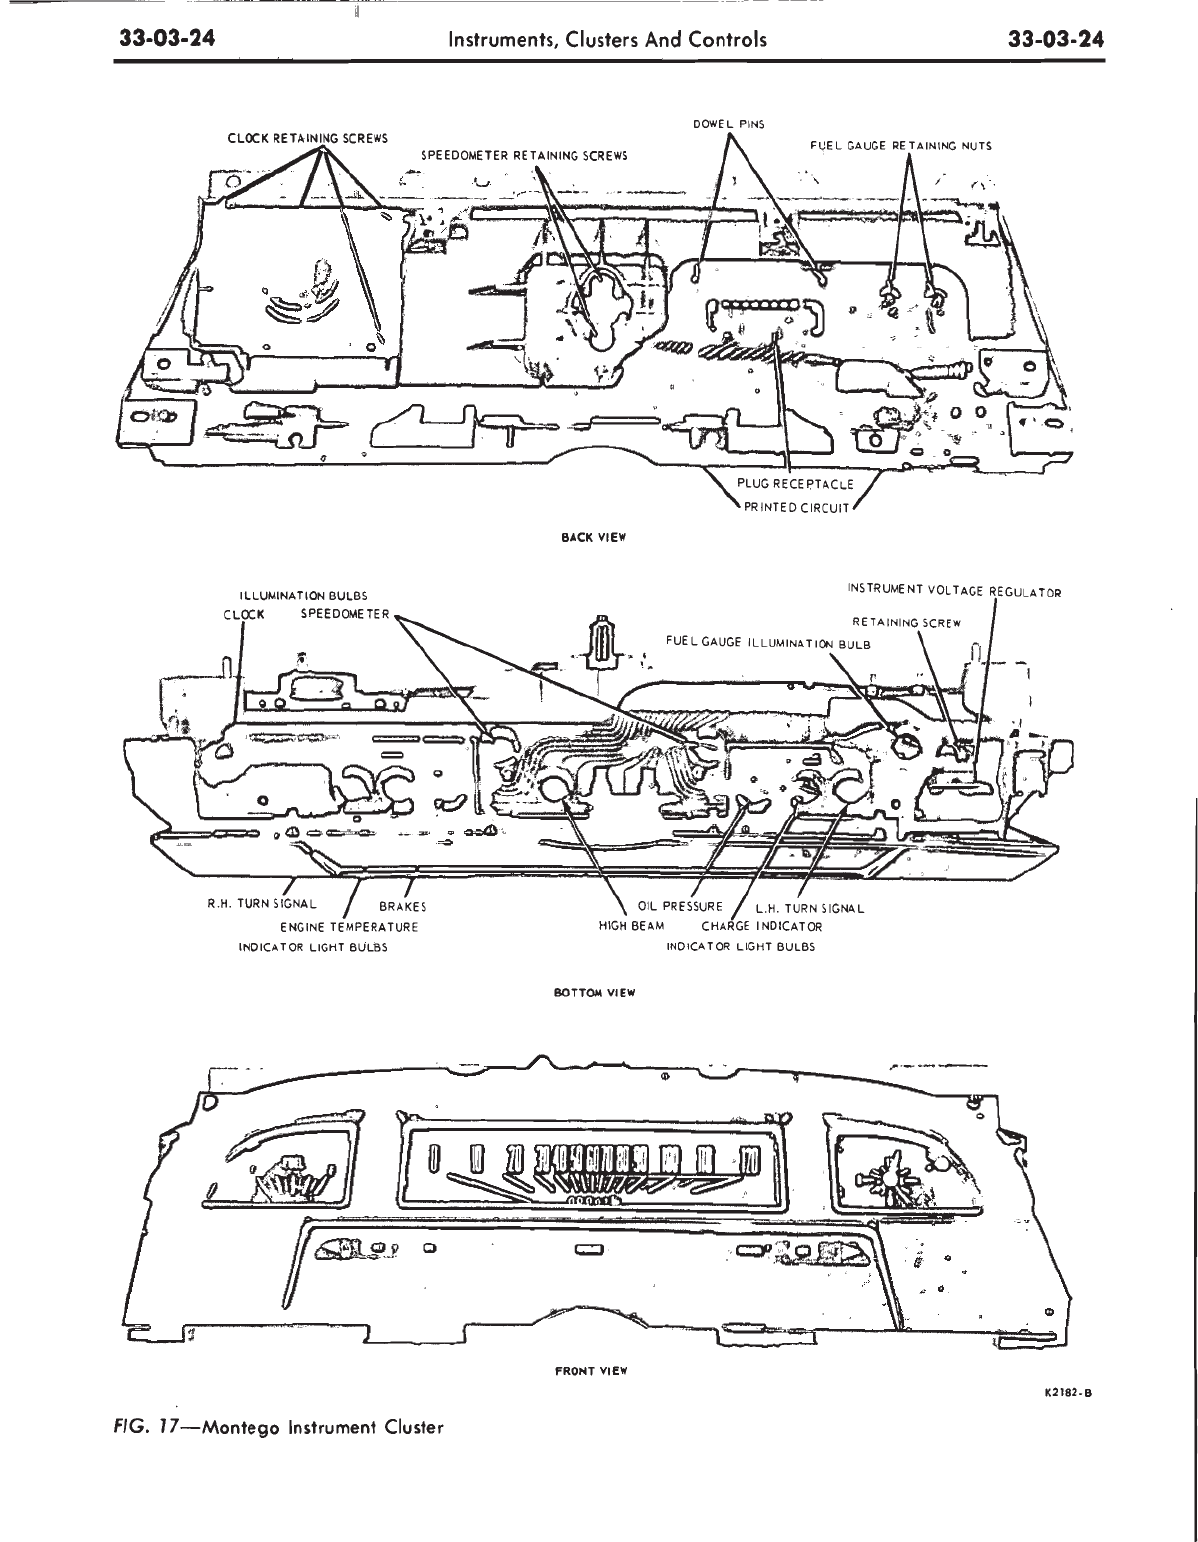 33-03-24 Instruments, Clusters And Controls 33-03-24
DOWEL PINS
CLOCK RETAINING SCREWS
SPEEDOMETER RETAINING SCREWS
FUEL GAUGE RETAINING NUTS
PLUG RECEPTACLE
PRINTED CIRCUIT
BACK VIEW
ILLUMINATION BULBS
CLOCK SPEEDOMETER
INSTRUMENT VOLTAGE REGULATOR
RETAINING SCREW
FUEL GAUGE ILLUMINATION BULB
R.H. TURN SIGNAL
BRAKES
ENGINE TEMPERATURE
INDICATOR LIGHT BULBS
OIL PRESSURE
L.H. TURN SIGNAL
HIGH BEAM
CHARGE INDICATOR
INDICATOR LIGHT BULBS
BOTTOM VIEW
FRONT VIEW
K2182-B
FIG. 17—Montego Instrument Cluster